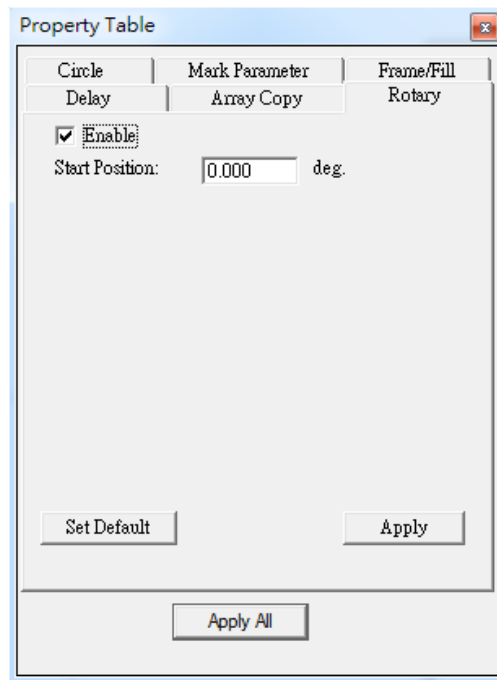 Property Table
Circle Mark Parameter Frame/Fill
Delay Array Copy Rotary
Enable
Start Position: 0.000 deg.
Set Default Apply
Apply All